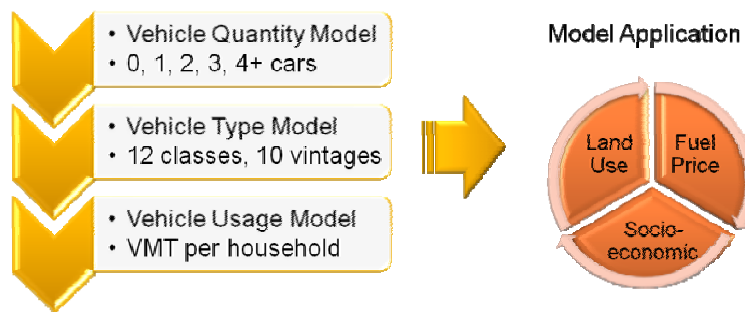 • Vehicle Quantity Model
• 0, 1, 2, 3, 4+ cars
• Vehicle Type Model
• 12 classes, 10 vintages
• Vehicle Usage Model
• VMT per household
Model Application
Land
Use
Fuel
Price
Socio-
economic